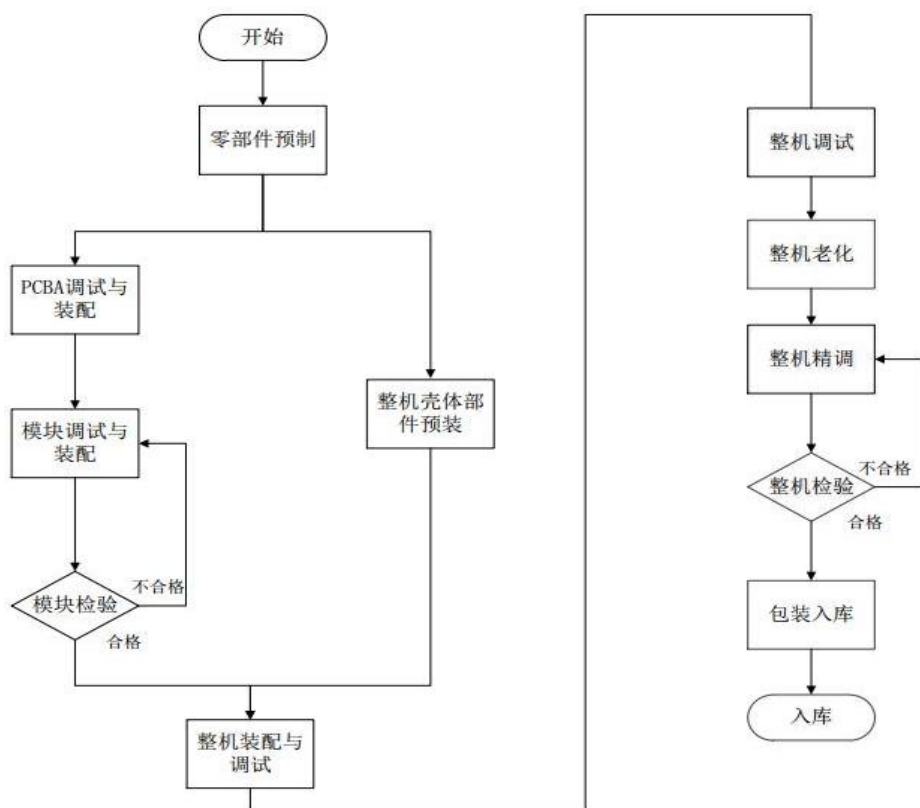 开始
零部件预制
PCBA调试与
装配
模块调试与
装配
不合格
模块检验
合格
整机壳体部
件预装
整机装配与
调试
整机调试
整机老化
整机精调
整机检验
不合格
合格
包装入库
入库